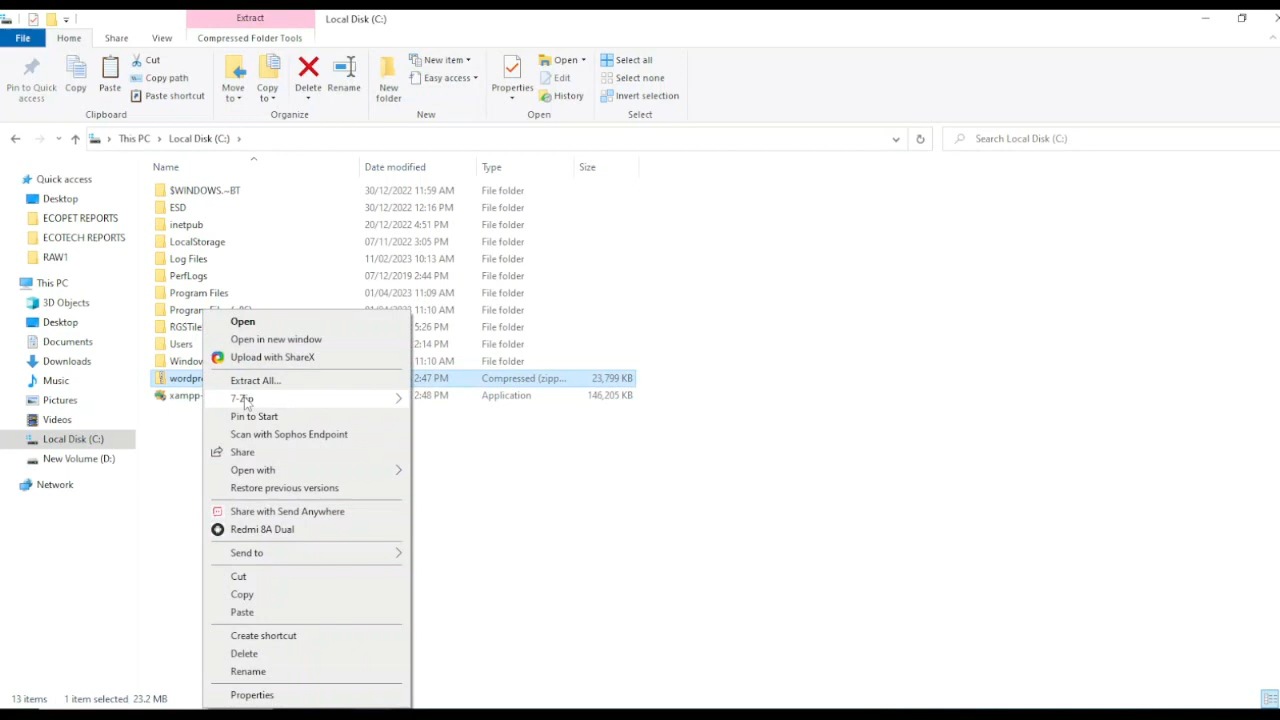 Extract
Local Disk (C:)
File
Home
Share
View
Compressed Folder Tools
Pin to Quick access
Copy
Paste
Cut
Copy path
Paste shortcut
Clipboard
Move to
Copy to
Delete
Rename
Organize
New folder
New item
Easy access
New
Properties
Open
Edit
History
Open
Select all
Select none
Invert selection
Select
This PC
Local Disk (C:)
Search Local Disk (C:)
Name
Date modified
Type
Size
Quick access
Desktop
ECOPET REPORTS
ECOTECH REPORTS
RAW1
This PC
3D Objects
Desktop
Documents
Downloads
Music
Pictures
Videos
Local Disk (C:)
New Volume (D:)
Network
$WINDOWS.~BT 30/12/2022 11:59 AM File folder
ESD 30/12/2022 12:16 PM File folder
inetpub 20/12/2022 4:51 PM File folder
LocalStorage 07/11/2022 3:05 PM File folder
Log Files 11/02/2023 10:13 AM File folder
PerfLogs 07/12/2019 2:44 PM File folder
Program Files 01/04/2023 11:09 AM File folder
11:10 AM File folder
RGSTile 5:26 PM File folder
Users 2:14 PM File folder
Window 11:10 AM File folder
wordpre 2:47 PM Compressed (zipp... 23,799 KB
xampp- 2:48 PM Application 146,205 KB
Open
Open in new window
Upload with ShareX
Extract All...
7-Zip
Pin to Start
Scan with Sophos Endpoint
Share
Open with
Restore previous versions
Share with Send Anywhere
Redmi 8A Dual
Send to
Cut
Copy
Paste
Create shortcut
Delete
Rename
Properties
13 items 1 item selected 23.2 MB